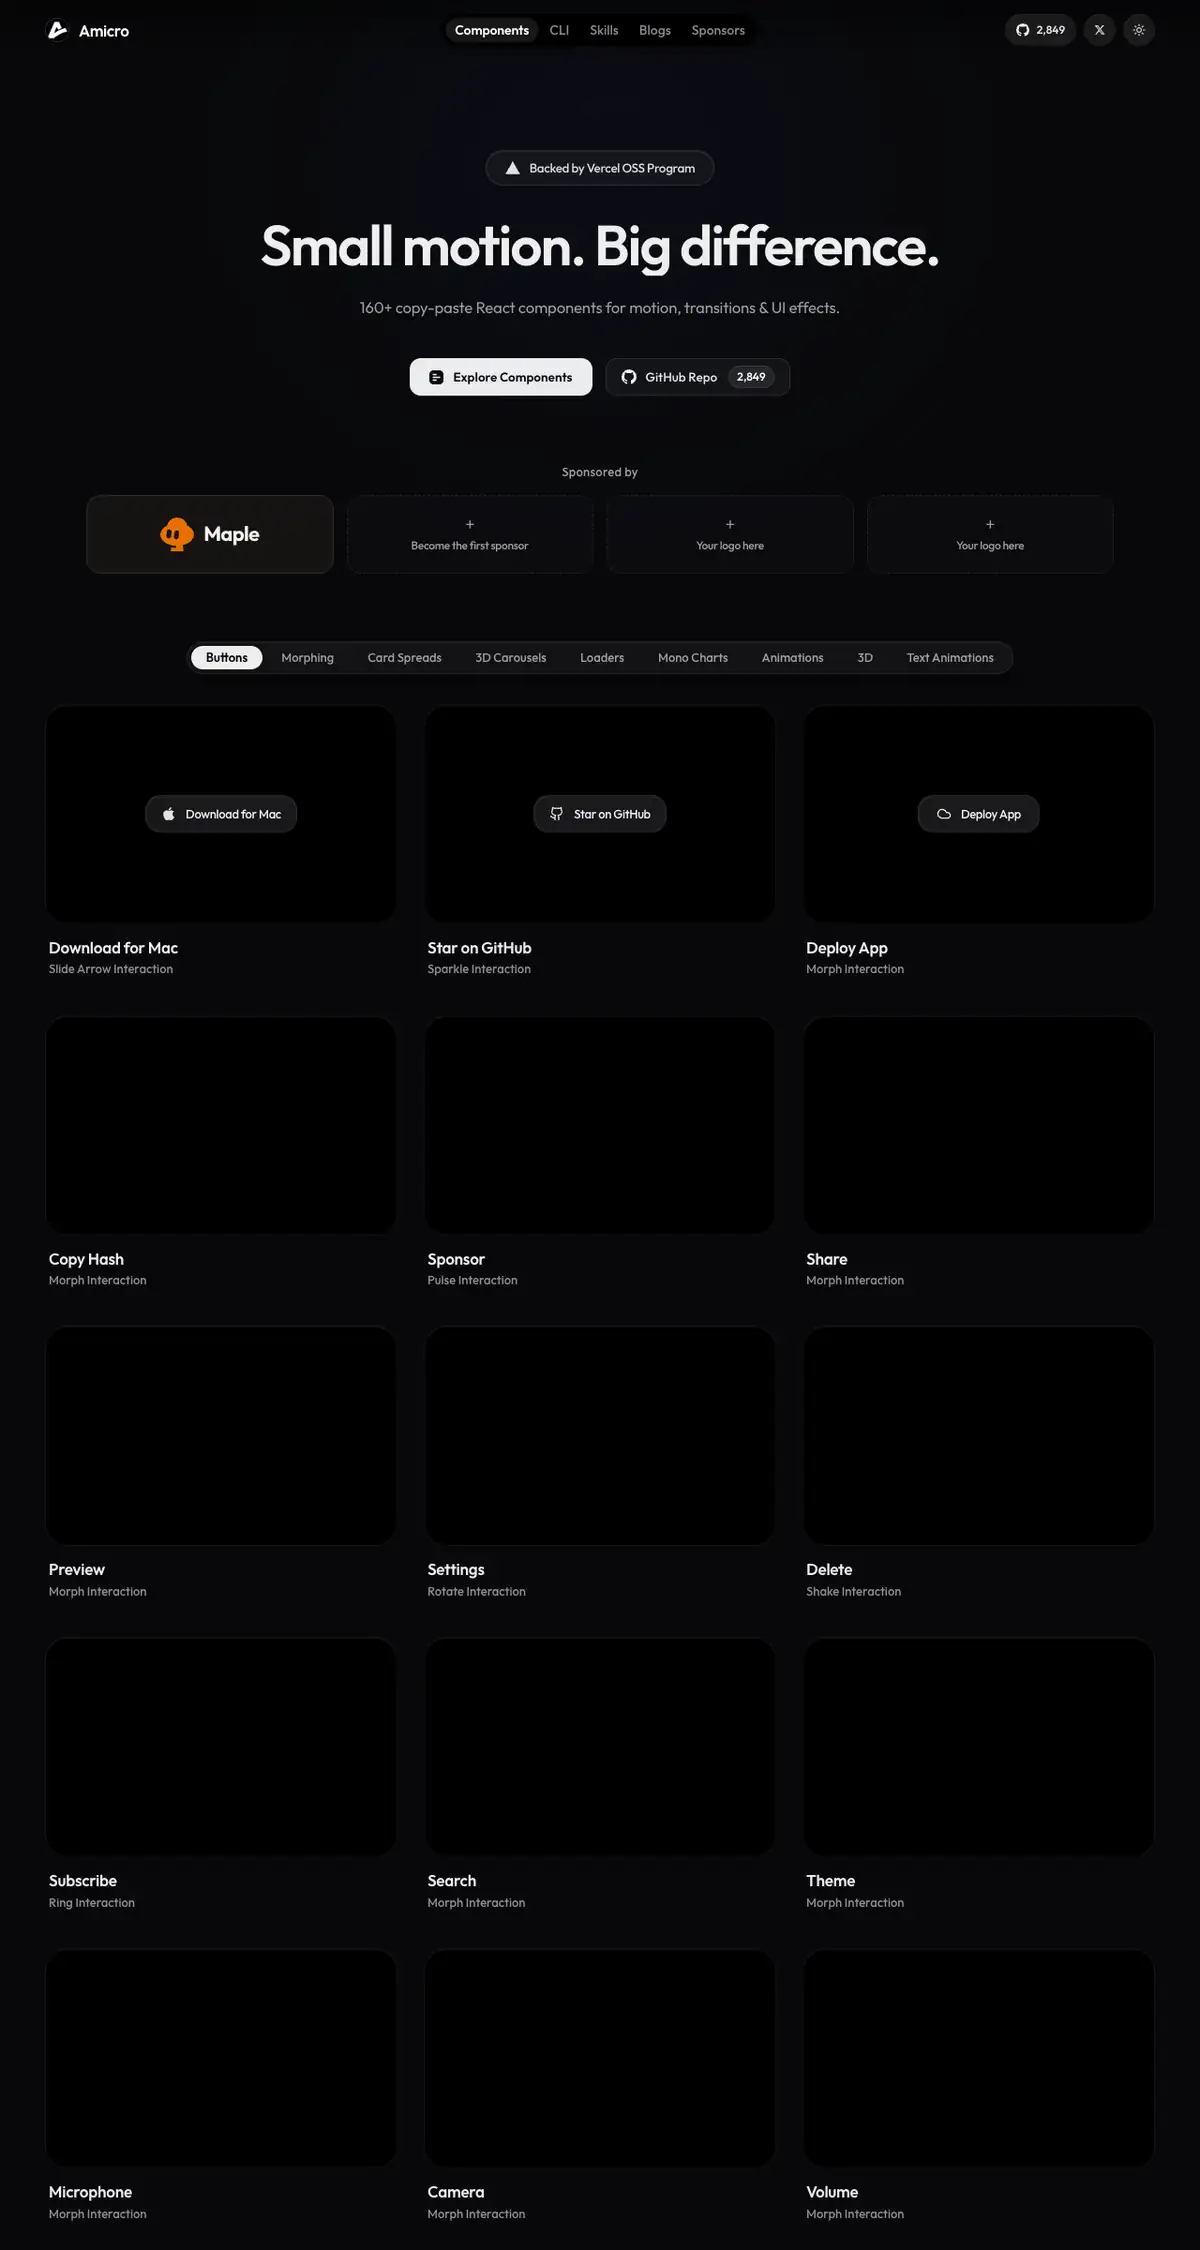 Amicro
Components CLI Skills Blogs Sponsors
2,849
Backed by Vercel OSS Program
Small motion. Big difference.
160+ copy-paste React components for motion, transitions & UI effects.
Explore Components
GitHub Repo 2,849
Sponsored by
Maple
+
Become the first sponsor
+
Your logo here
+
Your logo here
Buttons Morphing Card Spreads 3D Carousels Loaders Mono Charts Animations 3D Text Animations
Download for Mac
Star on GitHub
Deploy App
Download for Mac
Slide Arrow Interaction
Star on GitHub
Sparkle Interaction
Deploy App
Morph Interaction
Copy Hash
Morph Interaction
Sponsor
Pulse Interaction
Share
Morph Interaction
Preview
Morph Interaction
Settings
Rotate Interaction
Delete
Shake Interaction
Subscribe
Ring Interaction
Search
Morph Interaction
Theme
Morph Interaction
Microphone
Morph Interaction
Camera
Morph Interaction
Volume
Morph Interaction